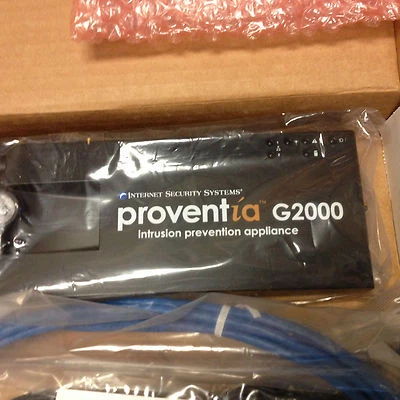 INTERNET SECURITY SYSTEMS®
proventia™ G2000
Intrusion prevention appliance